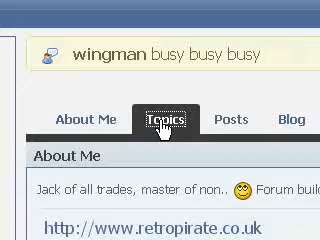 wingman busy busy busy
About Me Topics Posts Blog
About Me
Jack of all trades, master of non.. Forum
http://www.retropirate.co.uk